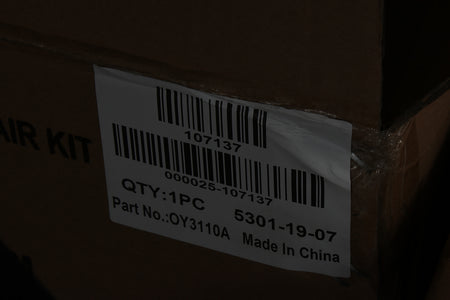 AIR KIT
107137
000025-107137
QTY:1PC 5301-19-07
Part No.:OY3110A Made In China